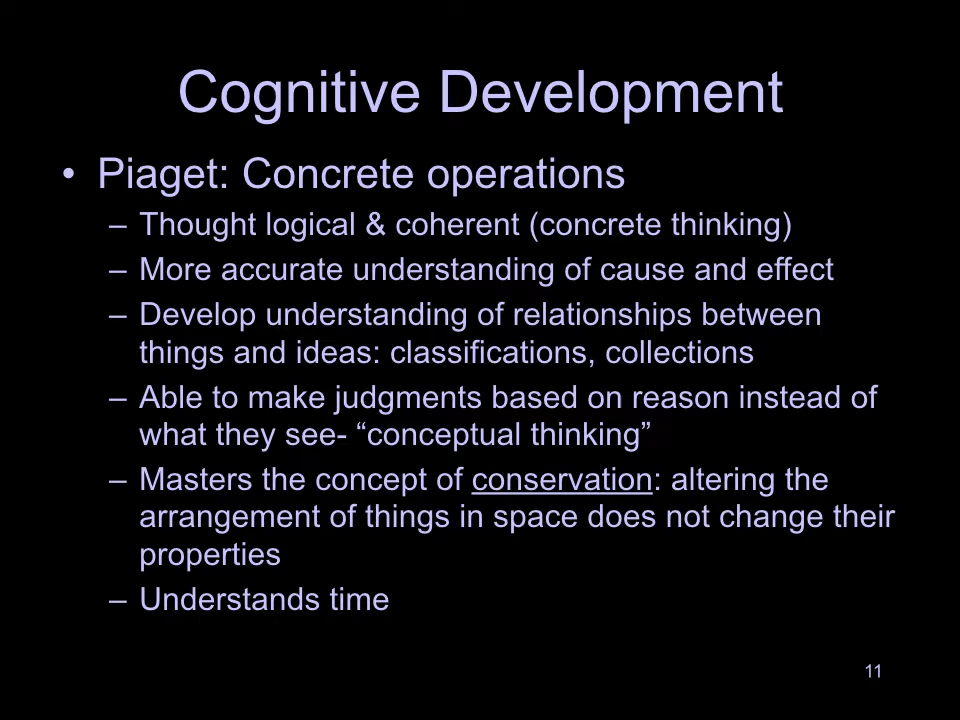 Cognitive Development
• Piaget: Concrete operations
– Thought logical & coherent (concrete thinking)
– More accurate understanding of cause and effect
– Develop understanding of relationships between
things and ideas: classifications, collections
– Able to make judgments based on reason instead of
what they see- “conceptual thinking”
– Masters the concept of conservation: altering the
arrangement of things in space does not change their
properties
– Understands time
11